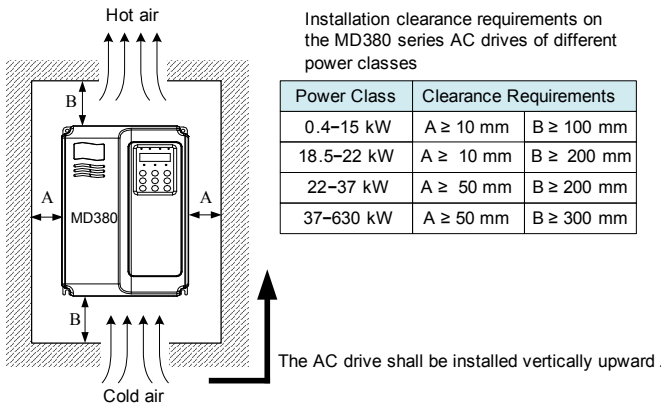 Hot air
Installation clearance requirements on
the MD380 series AC drives of different
power classes
Power Class Clearance Requirements
0.4–15 kW A ≥ 10 mm B ≥ 100 mm
18.5–22 kW A ≥ 10 mm B ≥ 200 mm
22–37 kW A ≥ 50 mm B ≥ 200 mm
37–630 kW A ≥ 50 mm B ≥ 300 mm
B
A
MD380
A
B
The AC drive shall be installed vertically upward .
Cold air